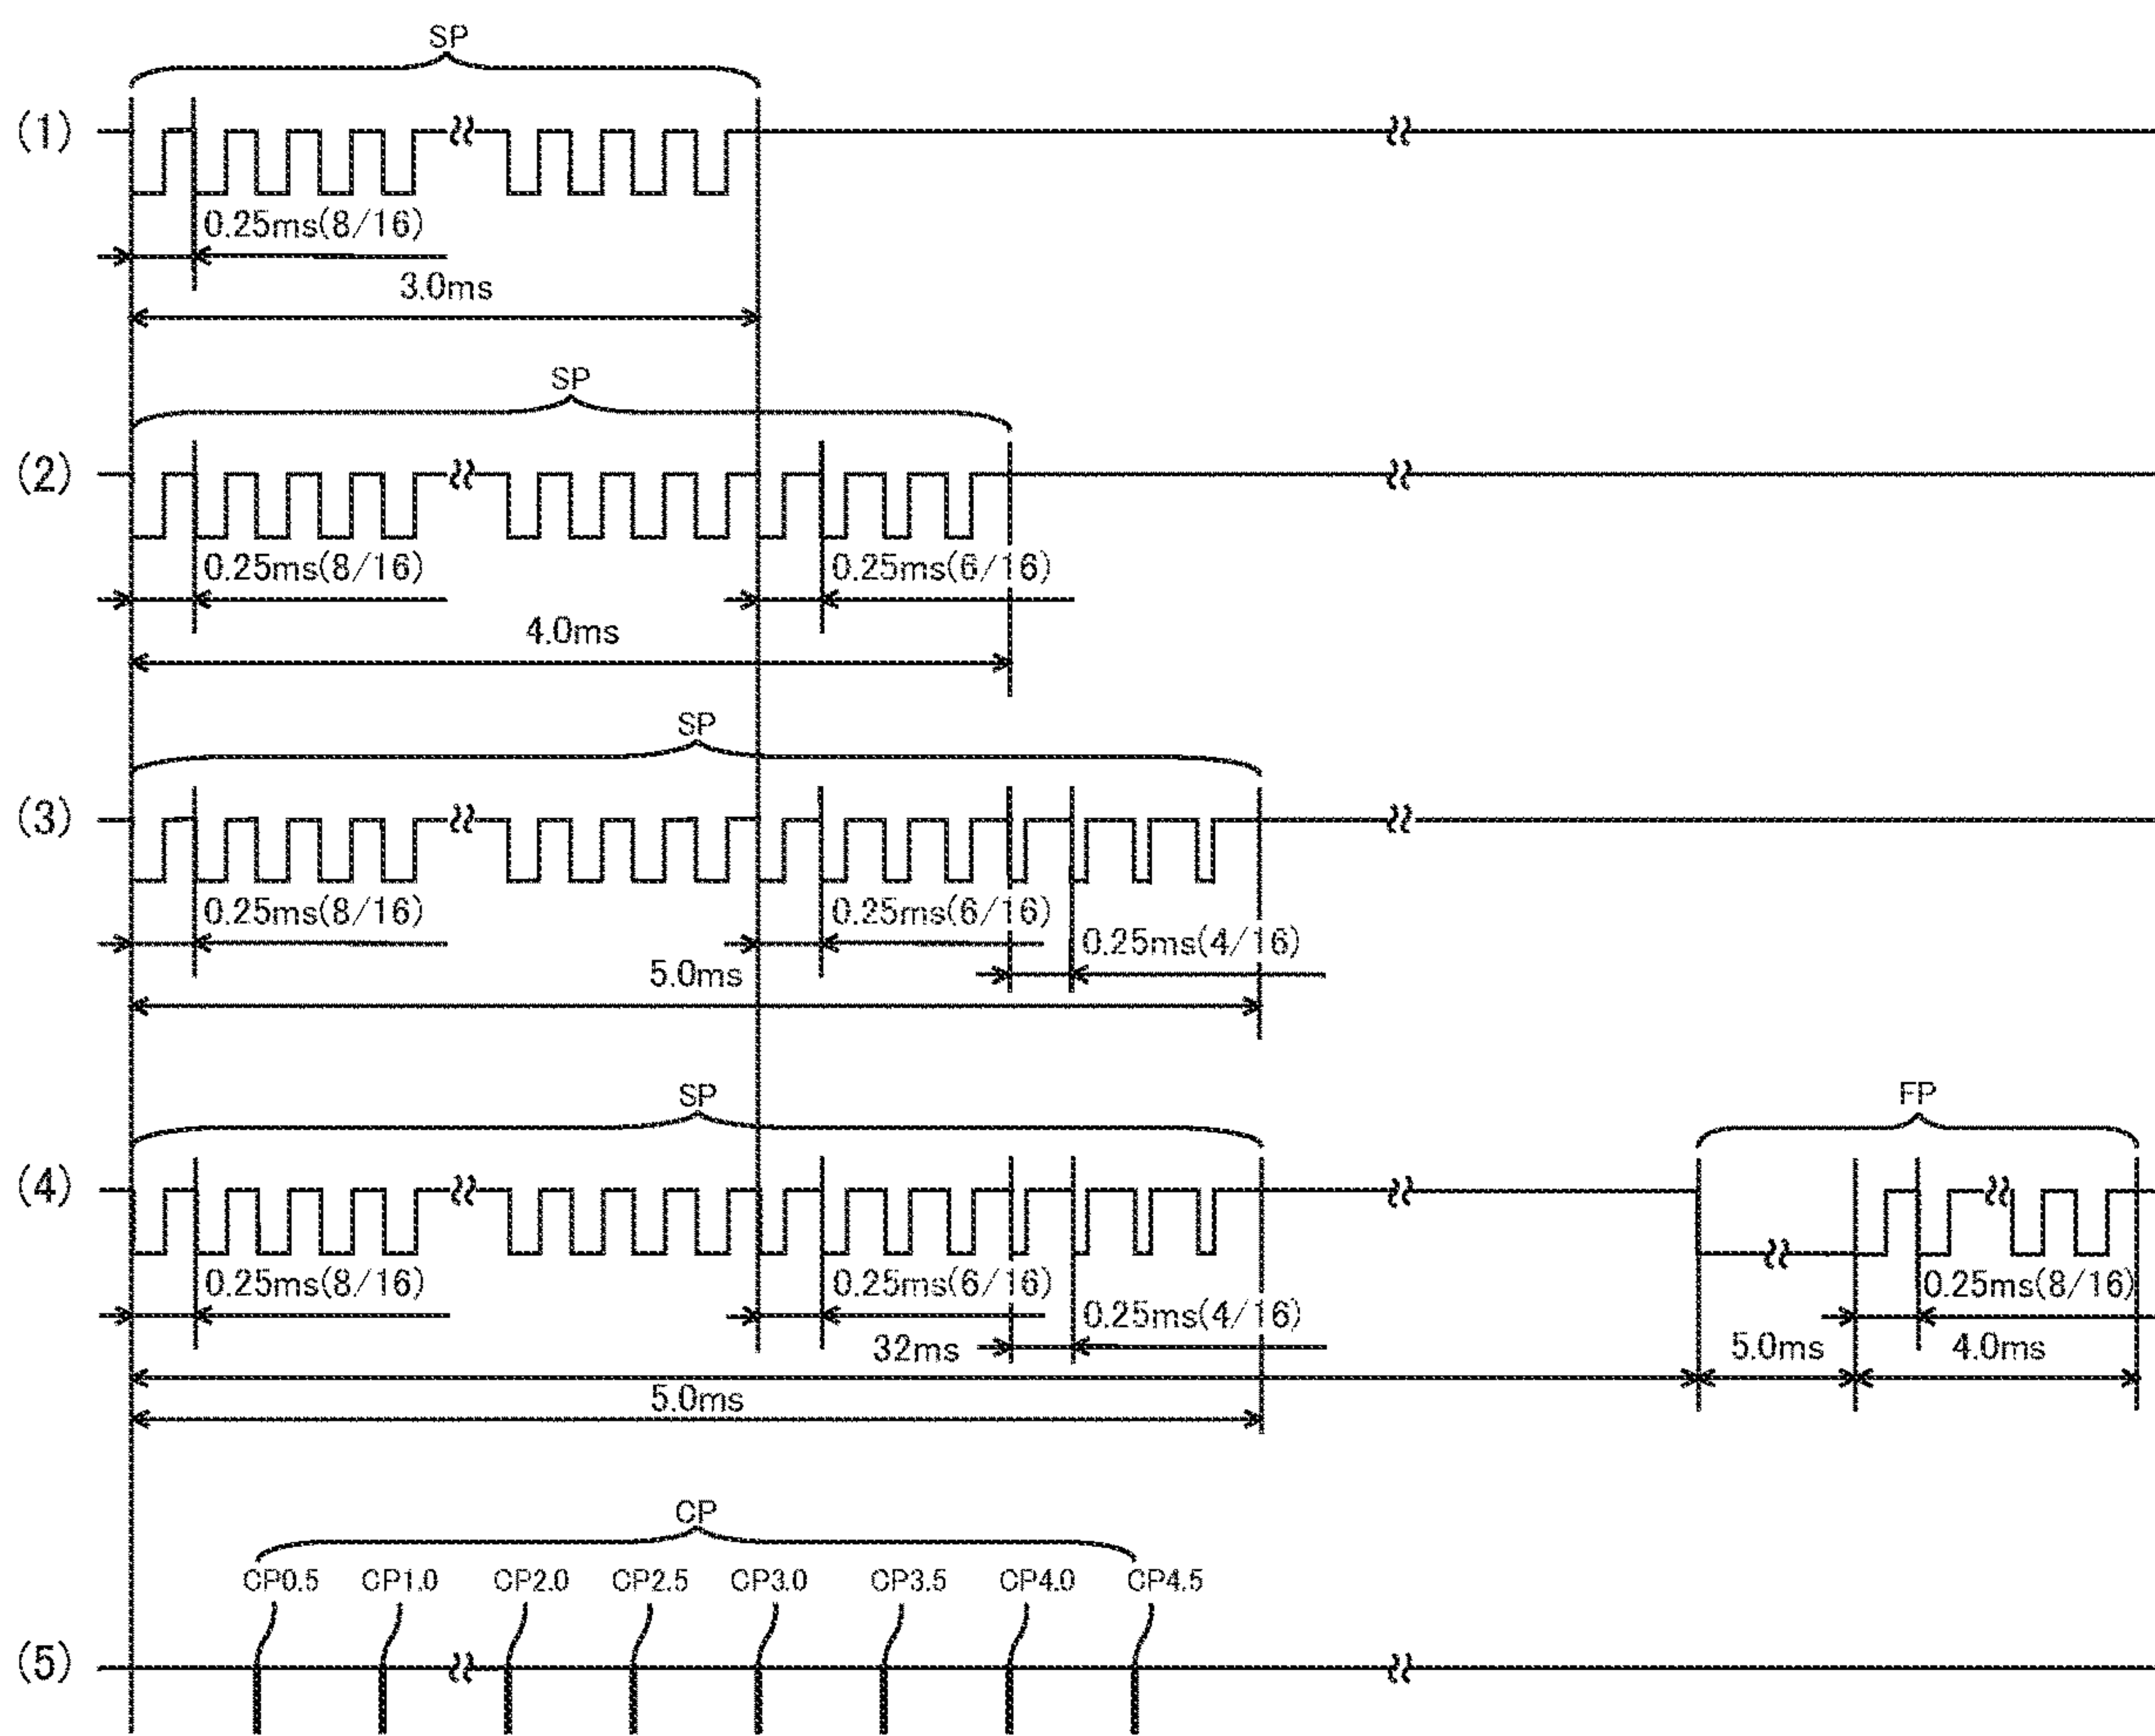 SP
(1)
0.25ms(8/16)
3.0ms
SP
(2)
0.25ms(8/16) 0.25ms(6/16)
4.0ms
SP
(3)
0.25ms(8/16) 0.25ms(6/16)
0.25ms(4/16)
5.0ms
SP FP
(4)
0.25ms(8/16) 0.25ms(6/16) 0.25ms(8/16)
0.25ms(4/16)
32ms 5.0ms 4.0ms
5.0ms
CP
CP0.5 CP1.0 CP2.0 CP2.5 CP3.0 CP3.5 CP4.0 CP4.5
(5)